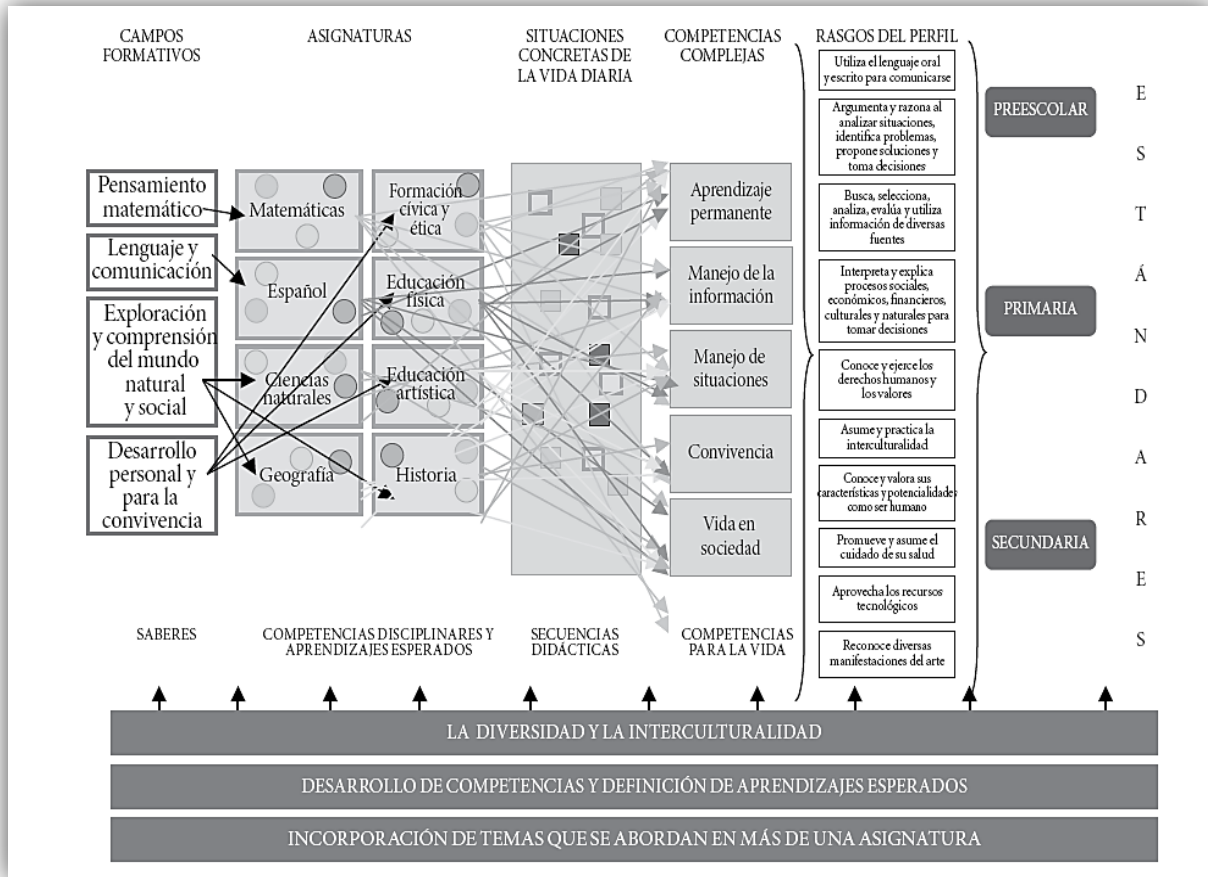 CAMPOS
FORMATIVOS
ASIGNATURAS
SITUACIONES
CONCRETAS DE
LA VIDA DIARIA
COMPETENCIAS
COMPLEJAS
RASGOS DEL PERFIL
Pensamiento
matemático
Lenguaje y
comunicación
Exploración
y comprensión
del mundo
natural
y social
Desarrollo
personal y
para la
convivencia
Matemáticas
Formación
cívica y
ética
Español
Educación
física
Ciencias
naturales
Educación
artística
Geografía
Historia
Aprendizaje
permanente
Manejo de la
información
Manejo de
situaciones
Convivencia
Vida en
sociedad
Utiliza el lenguaje oral
y escrito para comunicarse
Argumenta y razona al
analizar situaciones,
identifica problemas,
propone soluciones y
toma decisiones
Busca, selecciona,
analiza, evalúa y utiliza
información de diversas
fuentes
Interpreta y explica
procesos sociales,
económicos, financieros,
culturales y naturales para
tomar decisiones
Conoce y ejerce los
derechos humanos y
los valores
Asume y practica la
interculturalidad
Conoce y valora sus
características y potencialidades
como ser humano
Promueve y asume el
cuidado de su salud
Aprovecha los recursos
tecnológicos
Reconoce diversas
manifestaciones del arte
PREESCOLAR
PRIMARIA
SECUNDARIA
E
S
T
Á
N
D
A
R
E
S
SABERES
COMPETENCIAS DISCIPLINARES Y
APRENDIZAJES ESPERADOS
SECUENCIAS
DIDÁCTICAS
COMPETENCIAS
PARA LA VIDA
LA DIVERSIDAD Y LA INTERCULTURALIDAD
DESARROLLO DE COMPETENCIAS Y DEFINICIÓN DE APRENDIZAJES ESPERADOS
INCORPORACIÓN DE TEMAS QUE SE ABORDAN EN MÁS DE UNA ASIGNATURA